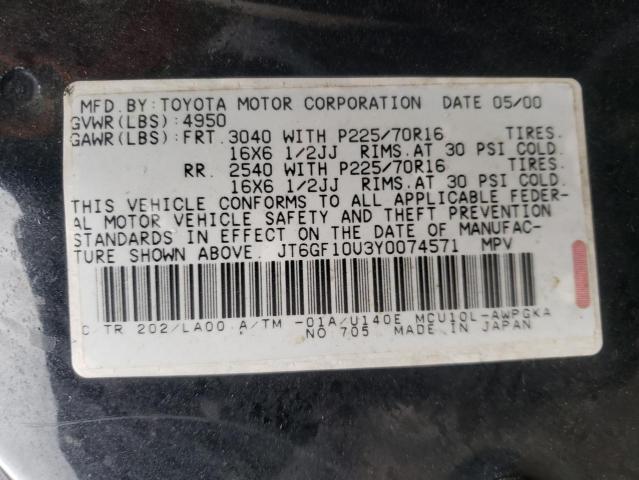 MFD. BY: TOYOTA MOTOR CORPORATION DATE 05/00
GVWR(LBS):4950
GAWR(LBS):FRT. 3040 WITH P225/70R16 TIRES.
16X6 1/2JJ RIMS.AT 30 PSI COLD.
RR. 2540 WITH P225/70R16 TIRES.
16X6 1/2JJ RIMS.AT 30 PSI COLD.
THIS VEHICLE CONFORMS TO ALL APPLICABLE FEDER-
AL MOTOR VEHICLE SAFETY AND THEFT PREVENTION
STANDARDS IN EFFECT ON THE DATE OF MANUFAC-
TURE SHOWN ABOVE. JT6GF10U3Y0074571 MPV
C/TR 202/LA00 A/TM -01A/U140E MCU10L-AWPGKA
NO 705 MADE IN JAPAN